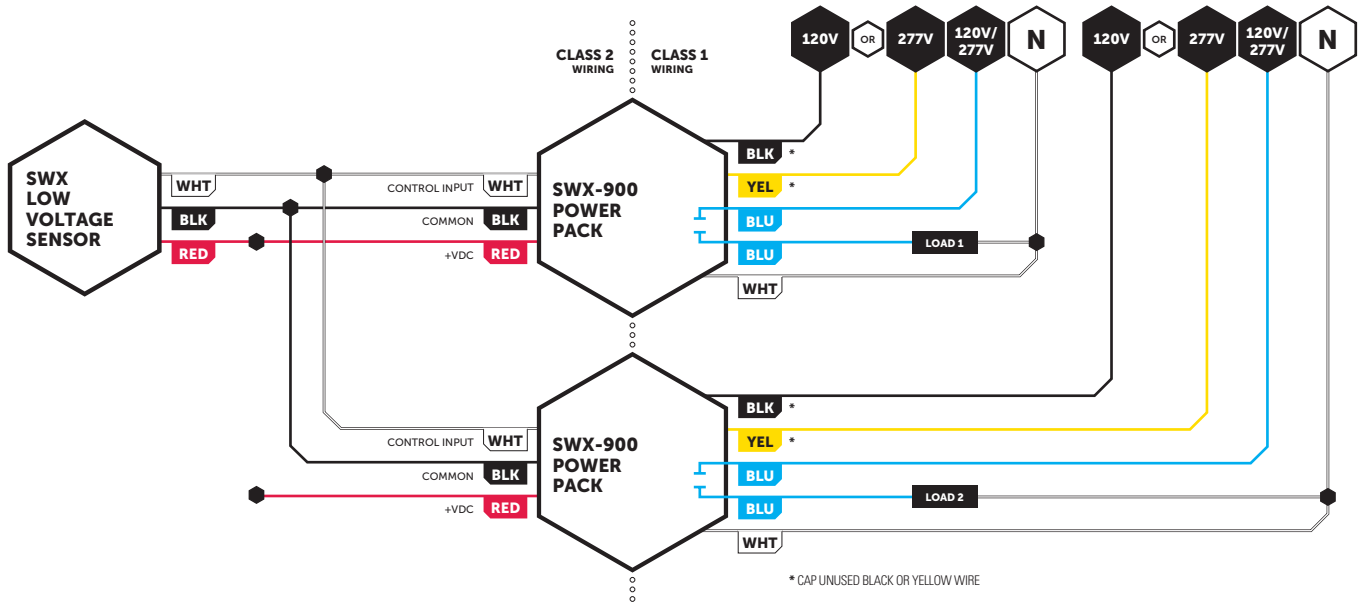 120V
OR
277V
120V/
277V
N
120V
OR
277V
120V/
277V
N
CLASS 2
WIRING
CLASS 1
WIRING
SWX
LOW
VOLTAGE
SENSOR
WHT
BLK
RED
CONTROL INPUT
WHT
COMMON
BLK
+VDC
RED
SWX-900
POWER
PACK
BLK *
YEL *
BLU
BLU
LOAD 1
WHT
CONTROL INPUT
WHT
COMMON
BLK
+VDC
RED
SWX-900
POWER
PACK
BLK *
YEL *
BLU
BLU
LOAD 2
WHT
* CAP UNUSED BLACK OR YELLOW WIRE